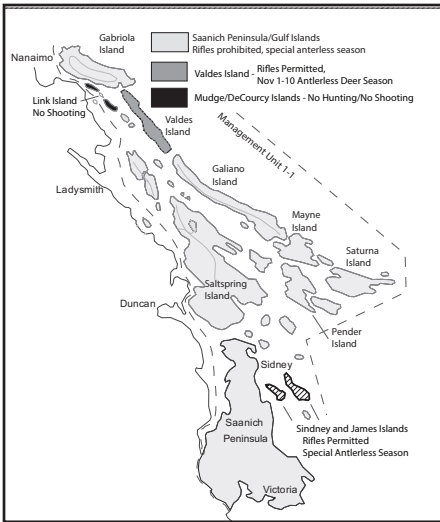 Gabriola
Island
Saanich Peninsula/Gulf Islands
Rifles prohibited, special anterless season
Nanaimo
Rifles Permitted,
Valdes Island - Nov 1-10 Antlerless Deer Season
Link Island
No Shooting
Mudge/DeCourcy Islands - No Hunting/No Shooting
Valdes
Island
Management Unit 1-1
Galiano
Island
Ladysmith
Mayne
Island
Saturna
Island
Saltspring
Island
Duncan
Pender
Island
Sidney
Sindney and James Islands
Rifles Permitted
Special Antlerless Season
Saanich
Peninsula
Victoria